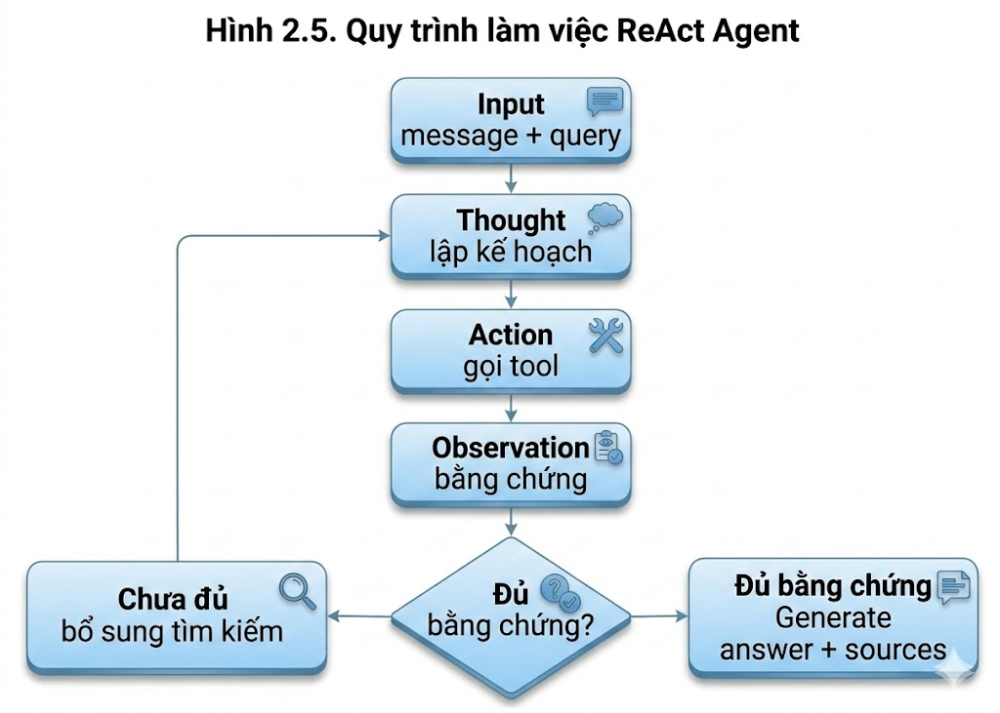 Hình 2.5. Quy trình làm việc ReAct Agent
Input
message + query
Thought
lập kế hoạch
Action
gọi tool
Observation
bằng chứng
Đủ
bằng chứng?
Chưa đủ
bổ sung tìm kiếm
Đủ bằng chứng
Generate
answer + sources